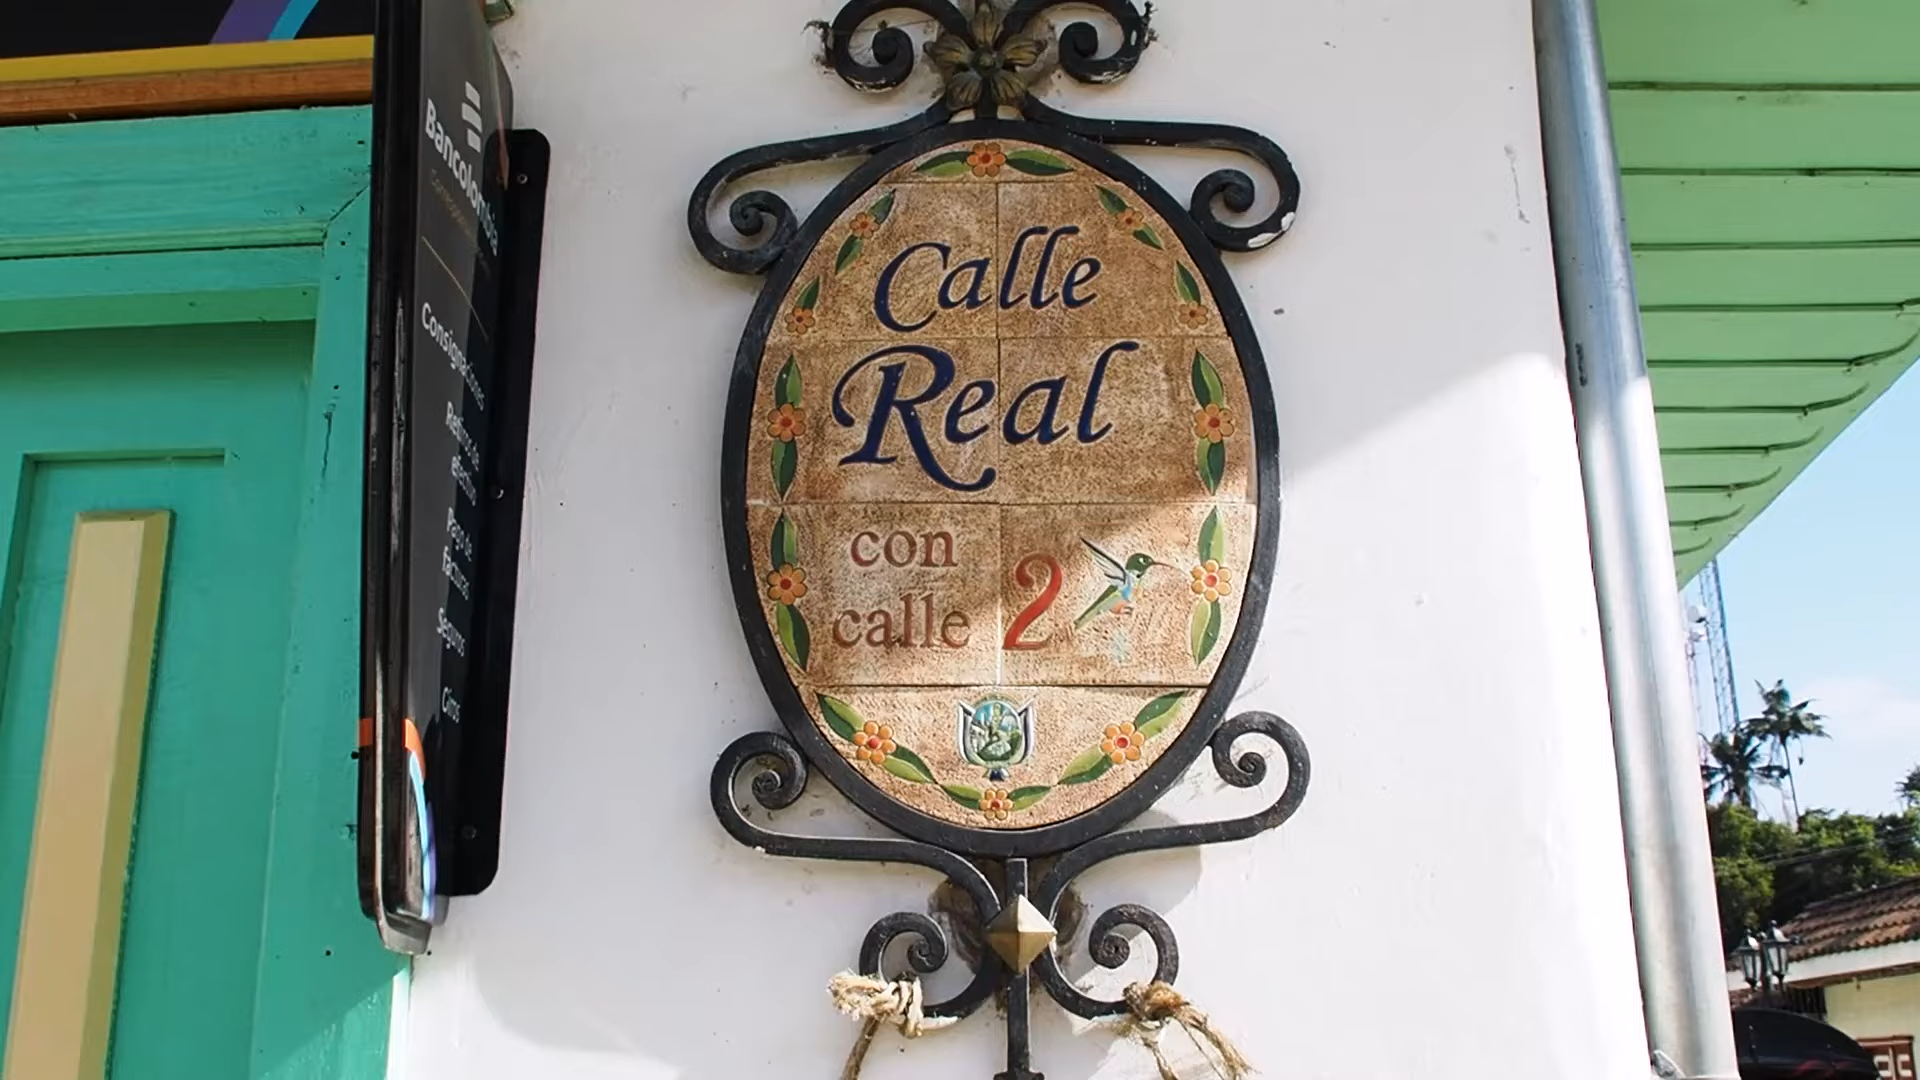 Bancolombia
Consignaciones
Retiros de
efectivo
Pago de
facturas
Seguros
Giros
Calle
Real
con
calle 2